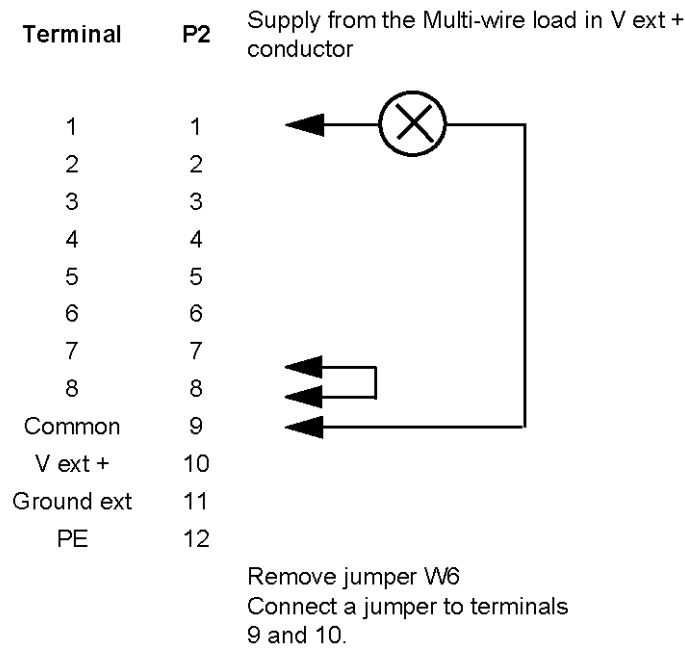 Terminal P2 Supply from the Multi-wire load in V ext +
conductor
1 1
2 2
3 3
4 4
5 5
6 6
7 7
8 8
Common 9
V ext + 10
Ground ext 11
PE 12
Remove jumper W6
Connect a jumper to terminals
9 and 10.